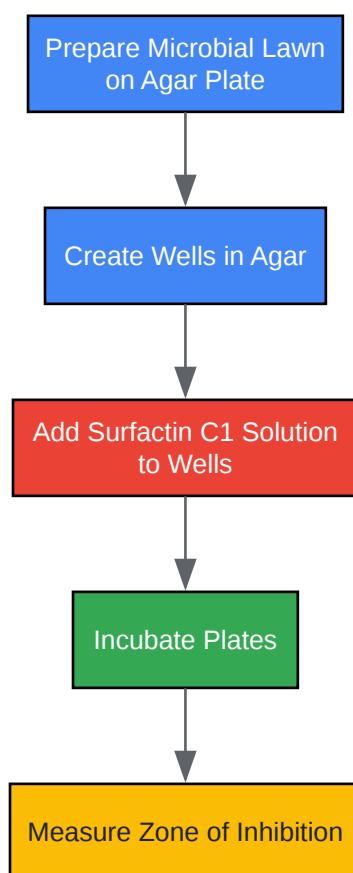 Prepare Microbial Lawn
on Agar Plate
Create Wells in Agar
Add Surfactin C1 Solution
to Wells
Incubate Plates
Measure Zone of Inhibition